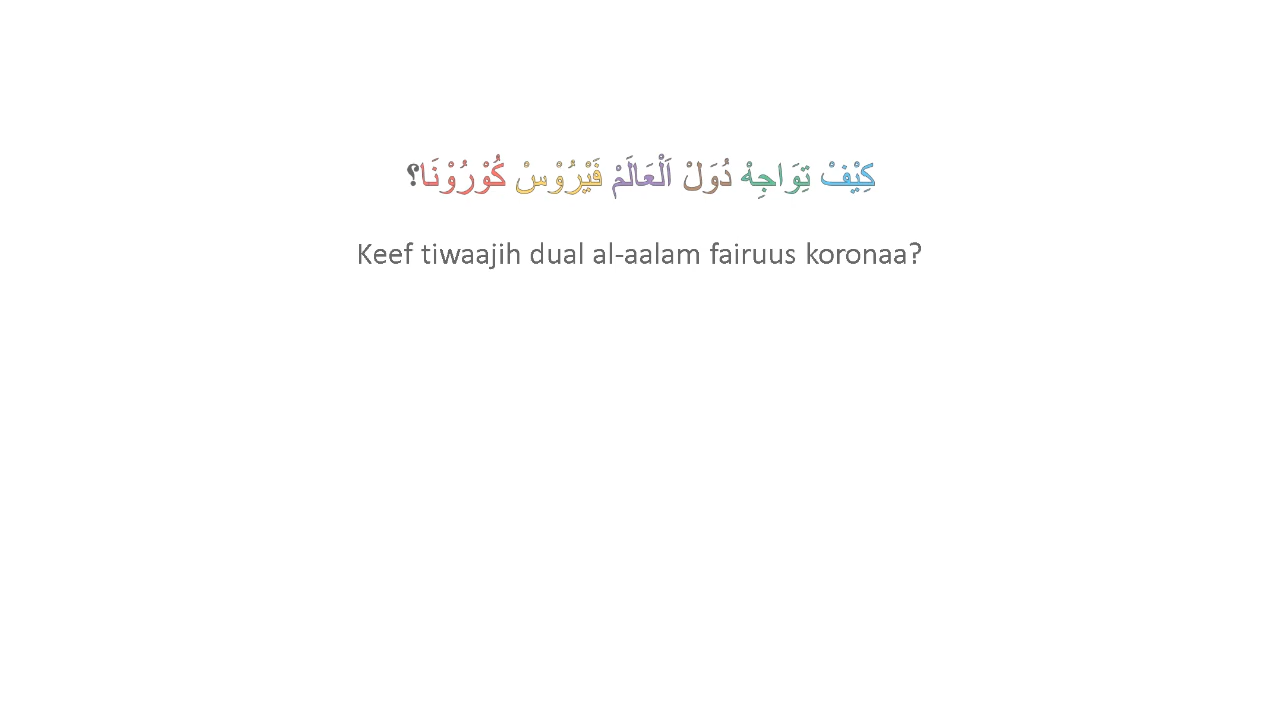 كِيْفْ تِوَاجِهْ دُوَلْ اَلْعَالَمْ فَيْرُوْسْ كُوْرُوْنَا؟
Keef tiwaajih dual al-aalam fairuus koronaa?